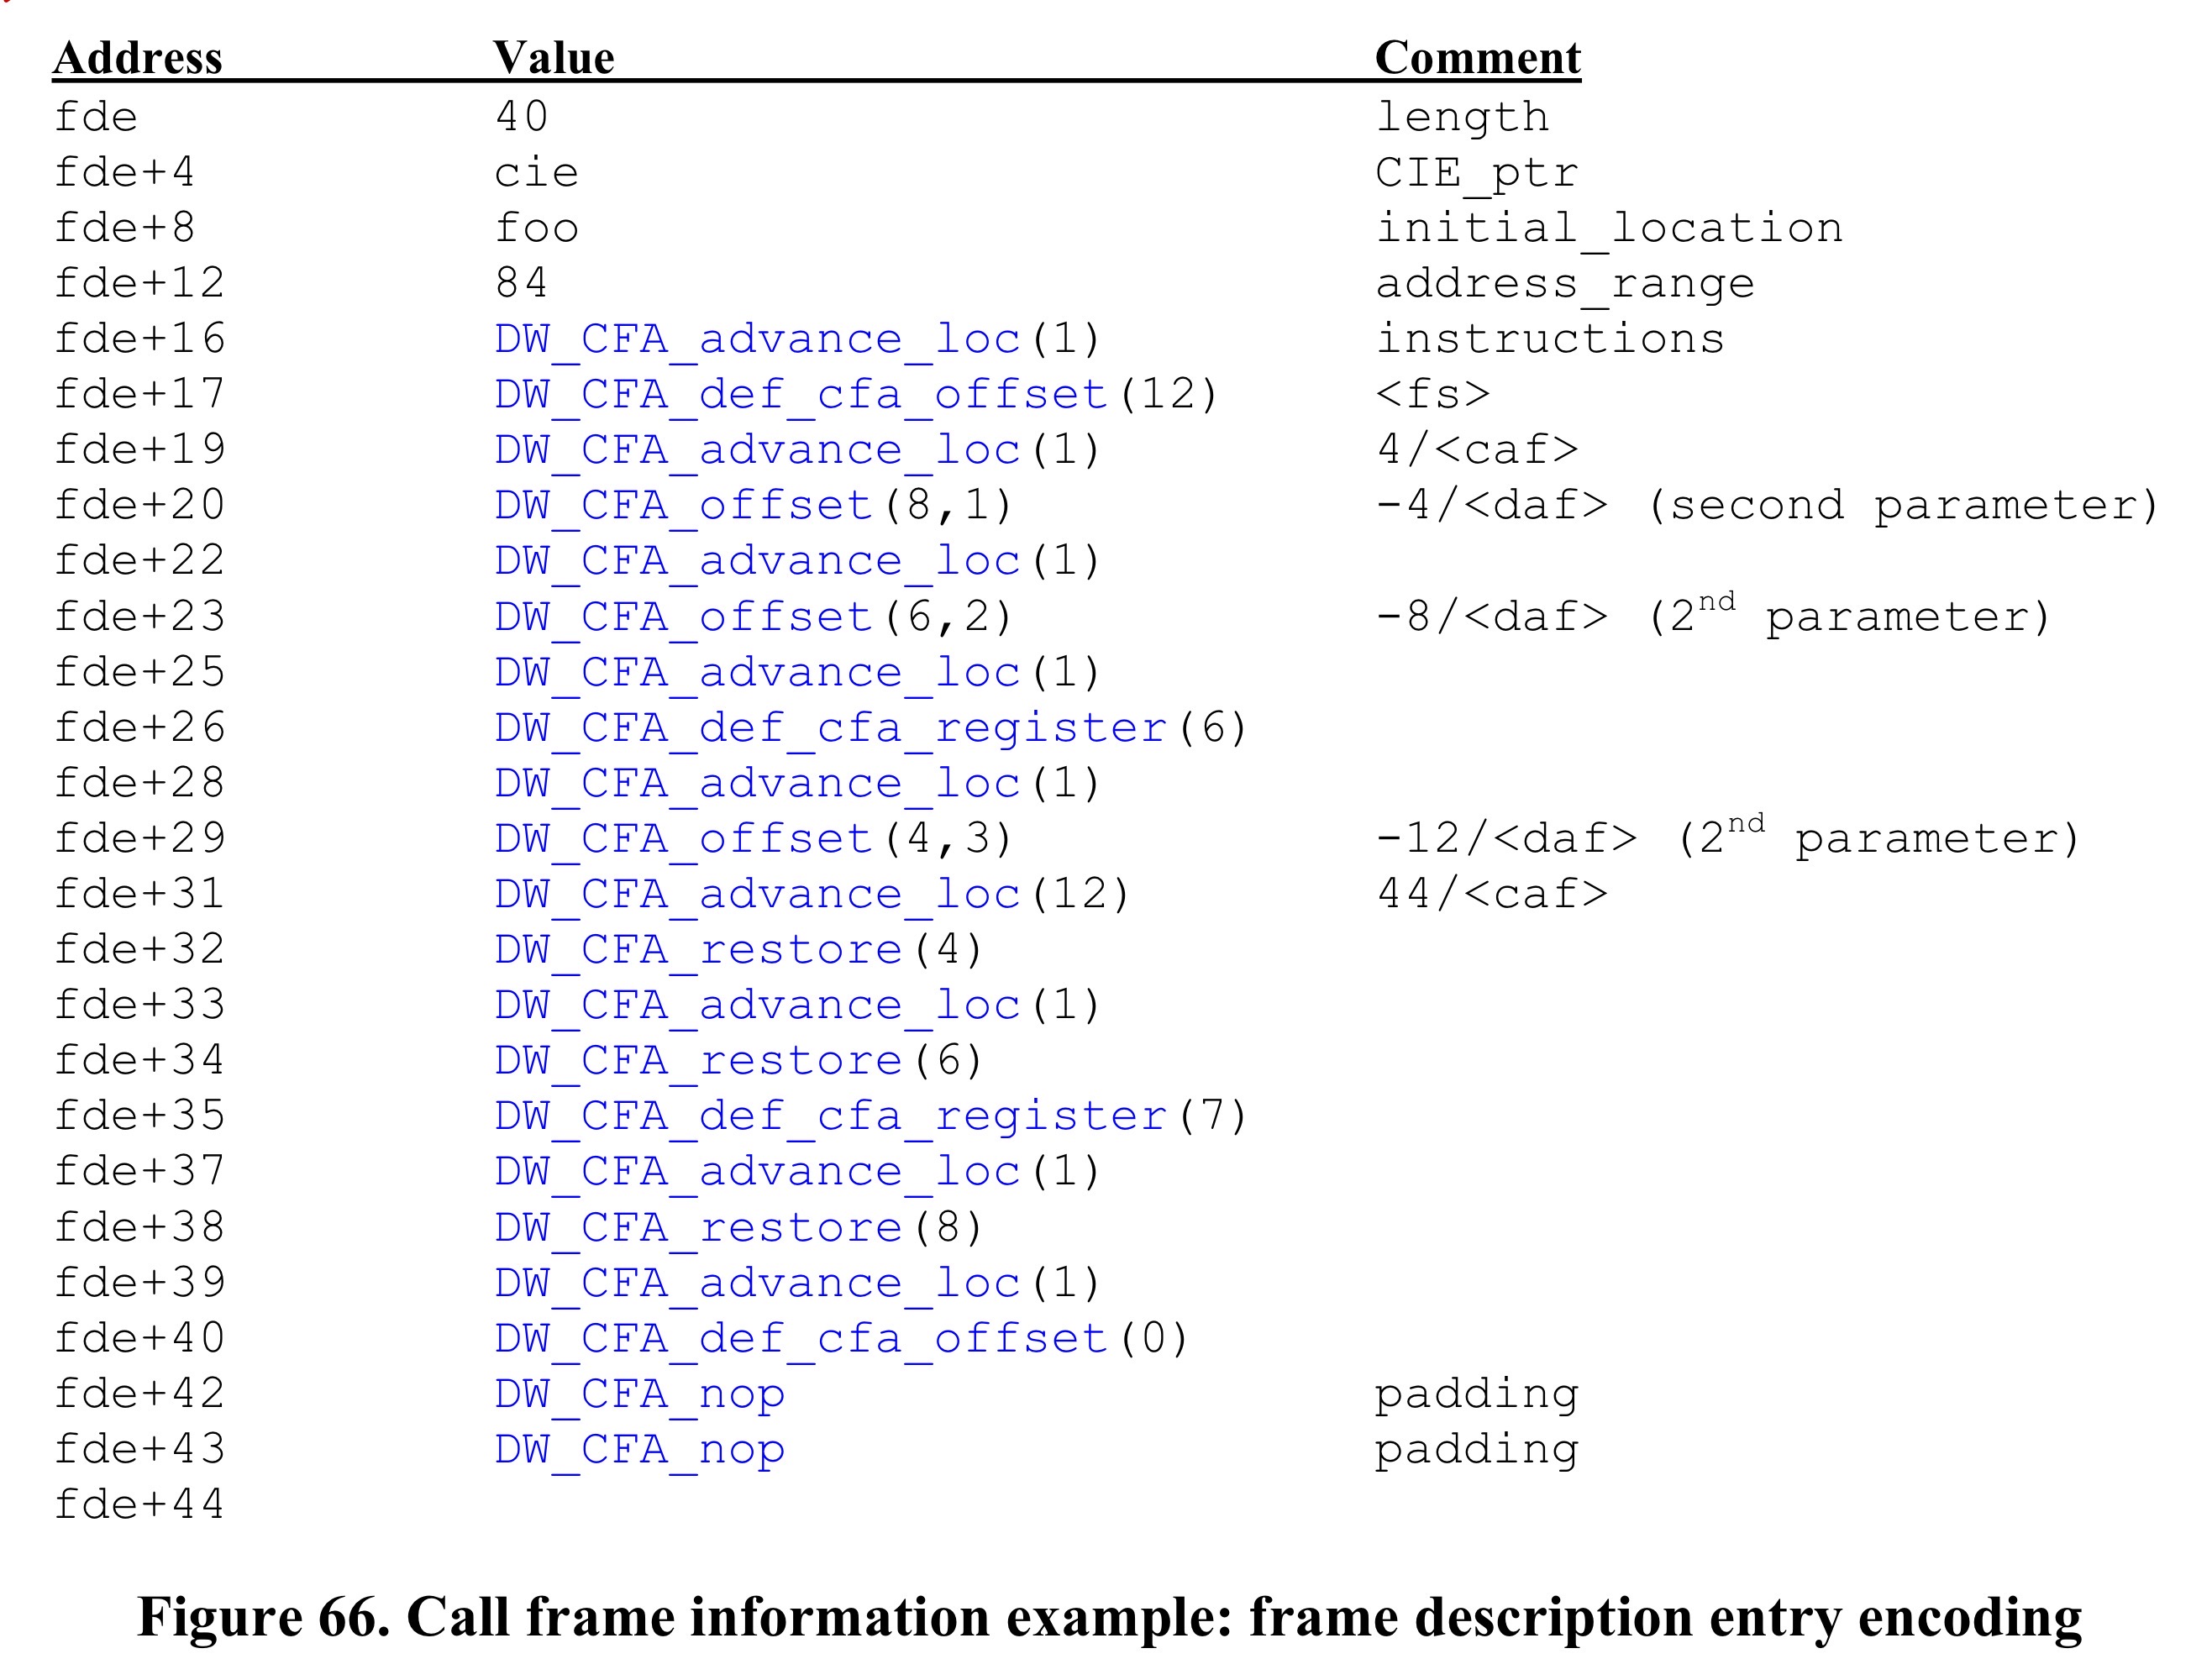 Address Value Comment
fde 40 length
fde+4 cie CIE_ptr
fde+8 foo initial_location
fde+12 84 address_range
fde+16 DW_CFA_advance_loc(1) instructions
fde+17 DW_CFA_def_cfa_offset(12) <fs>
fde+19 DW_CFA_advance_loc(1) 4/<caf>
fde+20 DW_CFA_offset(8,1) -4/<daf> (second parameter)
fde+22 DW_CFA_advance_loc(1)
fde+23 DW_CFA_offset(6,2) -8/<daf> (2nd parameter)
fde+25 DW_CFA_advance_loc(1)
fde+26 DW_CFA_def_cfa_register(6)
fde+28 DW_CFA_advance_loc(1)
fde+29 DW_CFA_offset(4,3) -12/<daf> (2nd parameter)
fde+31 DW_CFA_advance_loc(12) 44/<caf>
fde+32 DW_CFA_restore(4)
fde+33 DW_CFA_advance_loc(1)
fde+34 DW_CFA_restore(6)
fde+35 DW_CFA_def_cfa_register(7)
fde+37 DW_CFA_advance_loc(1)
fde+38 DW_CFA_restore(8)
fde+39 DW_CFA_advance_loc(1)
fde+40 DW_CFA_def_cfa_offset(0)
fde+42 DW_CFA_nop padding
fde+43 DW_CFA_nop padding
fde+44
Figure 66. Call frame information example: frame description entry encoding